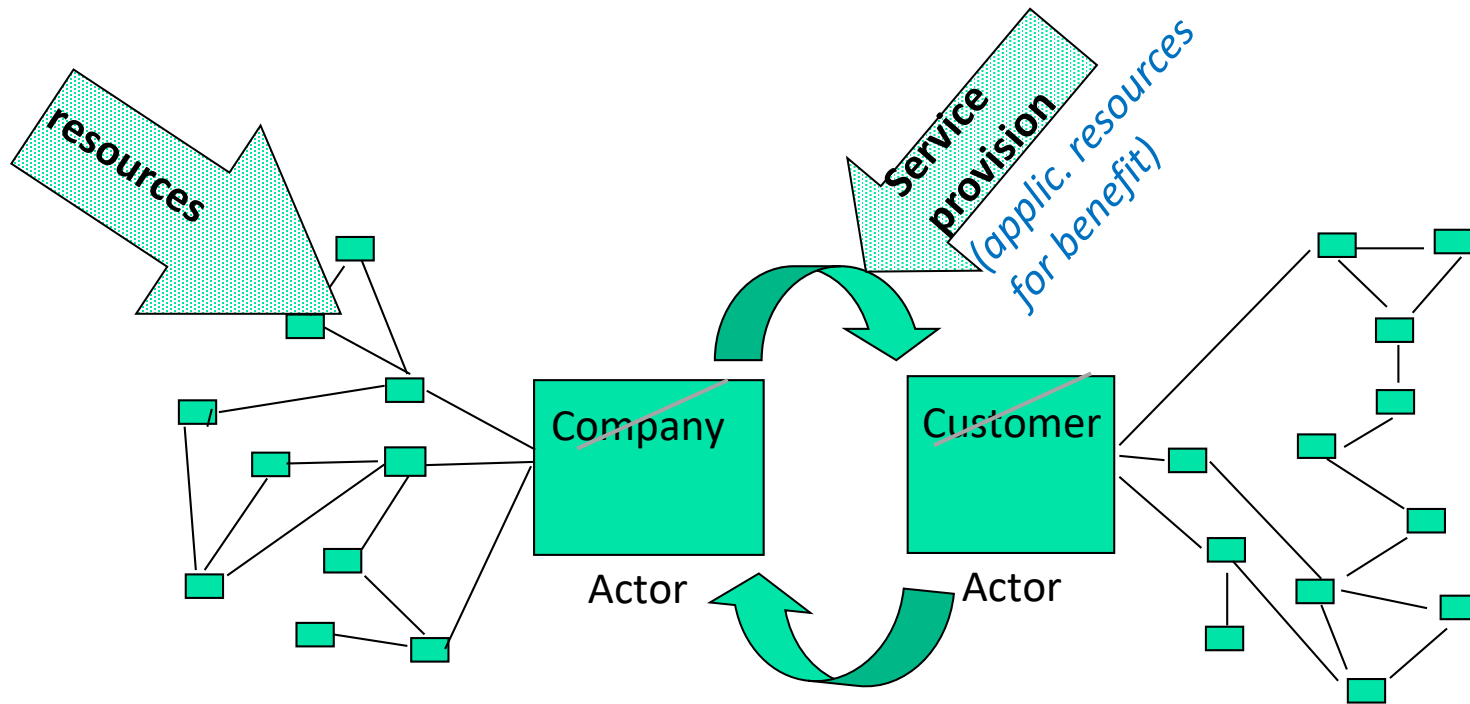 resources
Service
provision
(applic. resources
for benefit)
Company
Customer
Actor
Actor